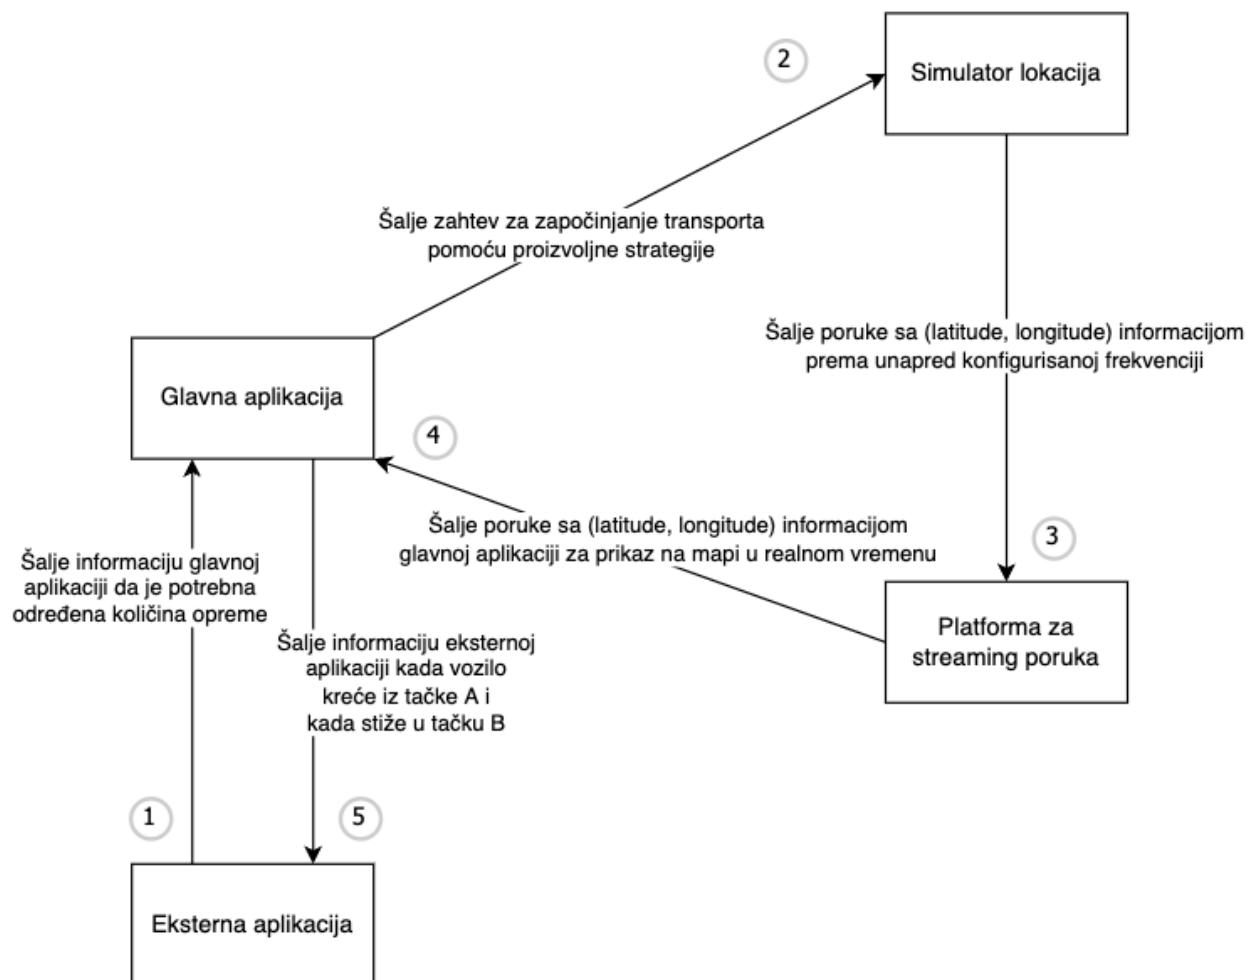 2
Simulator lokacija
Šalje zahtev za započinjanje transporta
pomoću proizvoljne strategije
Šalje poruke sa (latitude, longitude) informacijom
prema unapred konfigurisanoj frekvenciji
Glavna aplikacija
4
Šalje poruke sa (latitude, longitude) informacijom
glavnoj aplikaciji za prikaz na mapi u realnom vremenu
3
Šalje informaciju glavnoj
aplikaciji da je potrebna
određena količina opreme
Šalje informaciju eksternoj
aplikaciji kada vozilo
kreće iz tačke A i
kada stiže u tačku B
Platforma za
streaming poruka
1
5
Eksterna aplikacija